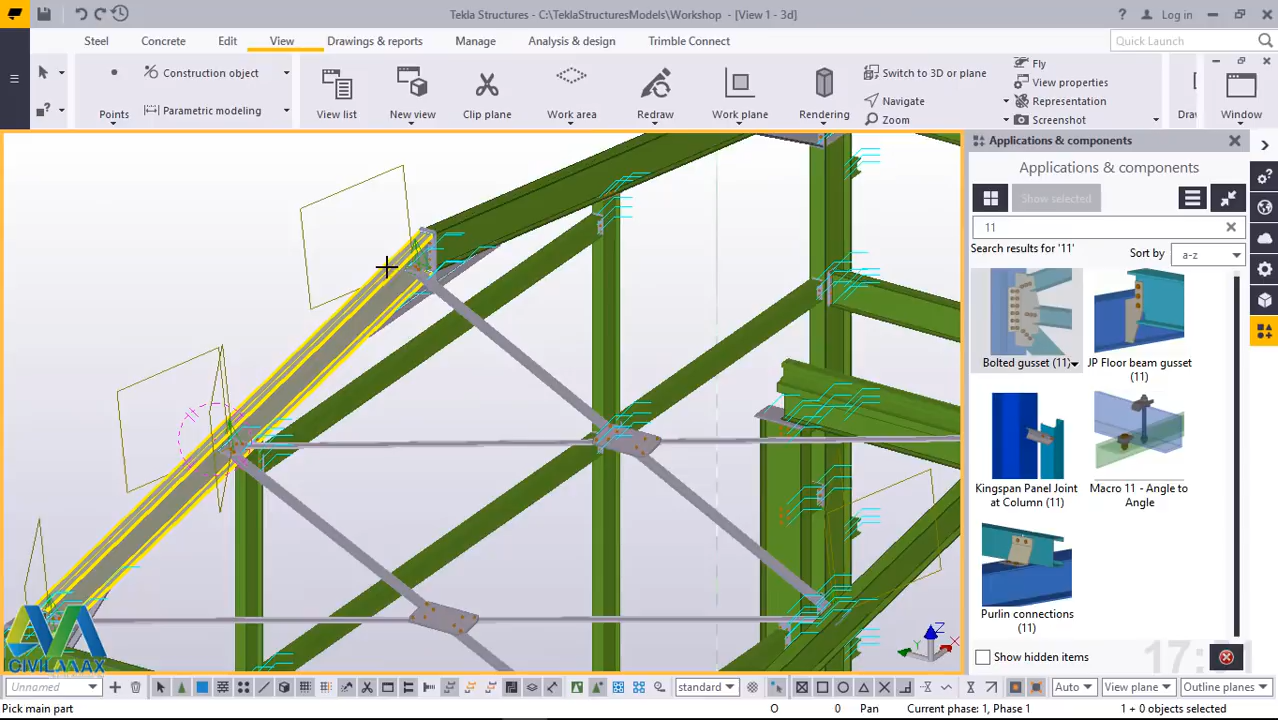 Tekla Structures - C:\TeklaStructuresModels\Workshop - [View 1 - 3d]
Log in
Steel Concrete Edit View Drawings & reports Manage Analysis & design Trimble Connect
Quick Launch
Construction object
Parametric modeling
Points
View list
New view
Clip plane
Work area
Redraw
Work plane
Rendering
Switch to 3D or plane
Navigate
Zoom
Fly
View properties
Representation
Screenshot
Window
Applications & components
Applications & components
Show selected
11
Search results for '11'
Sort by
a-z
Bolted gusset (11)
JP Floor beam gusset
(11)
Kingspan Panel Joint
at Column (11)
Macro 11 - Angle to
Angle
Purlin connections
(11)
Show hidden items
Z
X
Y
CIVILMAX
Unnamed
standard
Auto
View plane
Outline planes
Pick main part
O
0
Pan
Current phase: 1, Phase 1
1 + 0 objects selected